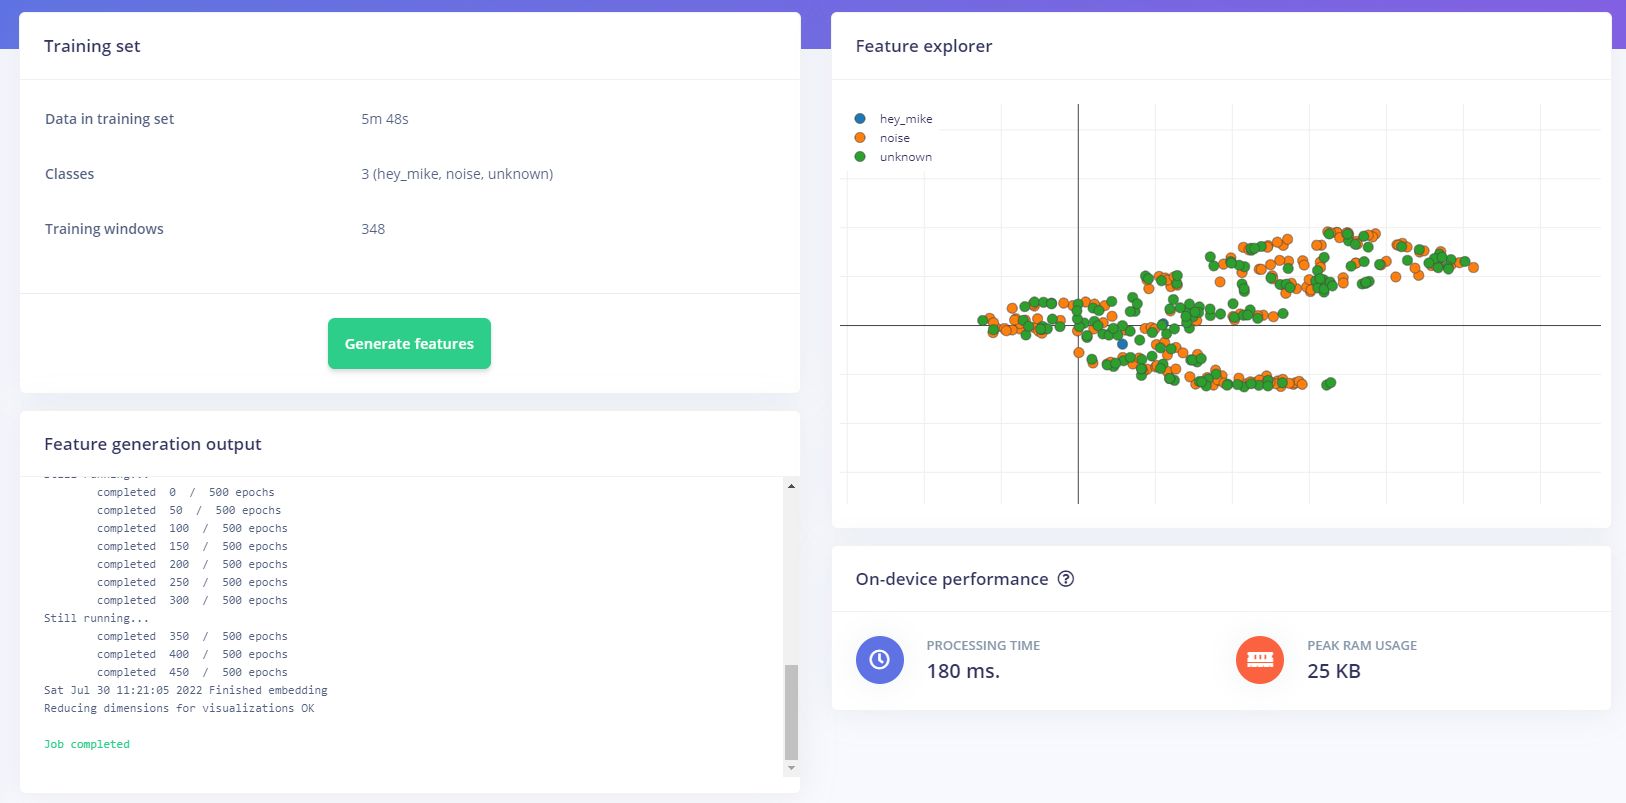 Training set
Data in training set 5m 48s
Classes 3 (hey_mike, noise, unknown)
Training windows 348
Generate features
Feature generation output
Still running...
completed 0 / 500 epochs
completed 50 / 500 epochs
completed 100 / 500 epochs
completed 150 / 500 epochs
completed 200 / 500 epochs
completed 250 / 500 epochs
completed 300 / 500 epochs
Still running...
completed 350 / 500 epochs
completed 400 / 500 epochs
completed 450 / 500 epochs
Sat Jul 30 11:21:05 2022 Finished embedding
Reducing dimensions for visualizations OK
Job completed
Feature explorer
hey_mike
noise
unknown
On-device performance ?
PROCESSING TIME
180 ms.
PEAK RAM USAGE
25 KB